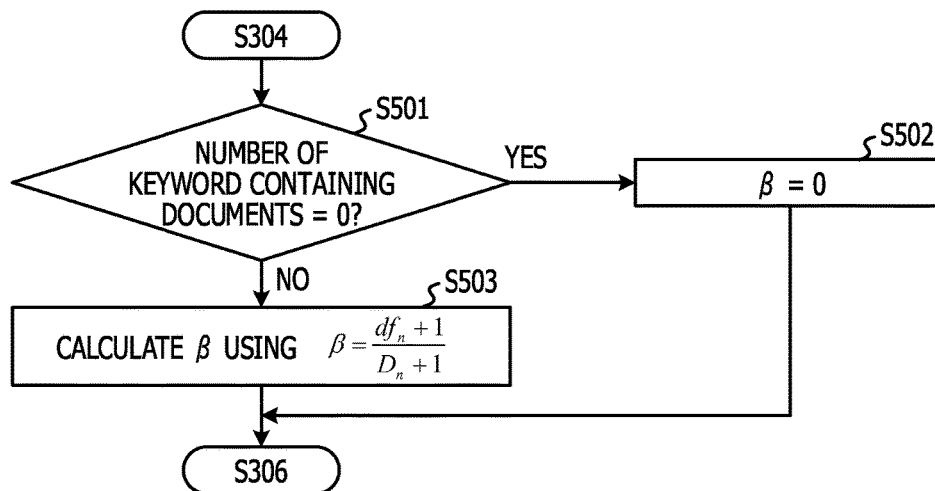 S304
S501
NUMBER OF
KEYWORD CONTAINING
DOCUMENTS = 0?
YES
S502
β = 0
NO
S503
CALCULATE β USING β = (df_n + 1) / (D_n + 1)
S306